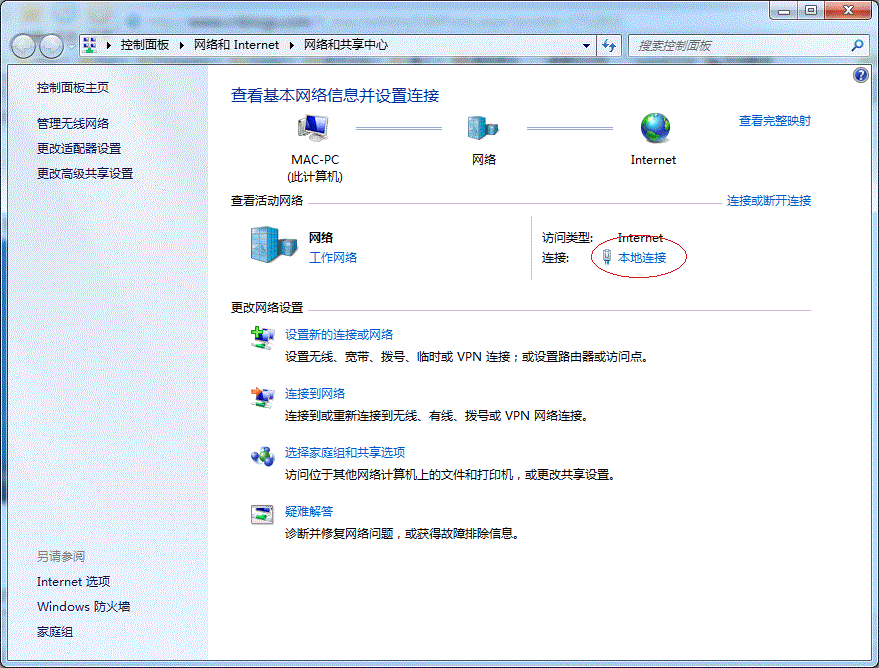 控制面板 ▸ 网络和 Internet ▸ 网络和共享中心
搜索控制面板
控制面板主页
管理无线网络
更改适配器设置
更改高级共享设置
查看基本网络信息并设置连接
查看完整映射
MAC-PC
(此计算机)
网络
Internet
查看活动网络
连接或断开连接
网络
工作网络
访问类型: Internet
连接: 本地连接
更改网络设置
设置新的连接或网络
设置无线、宽带、拨号、临时或 VPN 连接；或设置路由器或访问点。
连接到网络
连接到或重新连接到无线、有线、拨号或 VPN 网络连接。
选择家庭组和共享选项
访问位于其他网络计算机上的文件和打印机，或更改共享设置。
疑难解答
诊断并修复网络问题，或获得故障排除信息。
另请参阅
Internet 选项
Windows 防火墙
家庭组